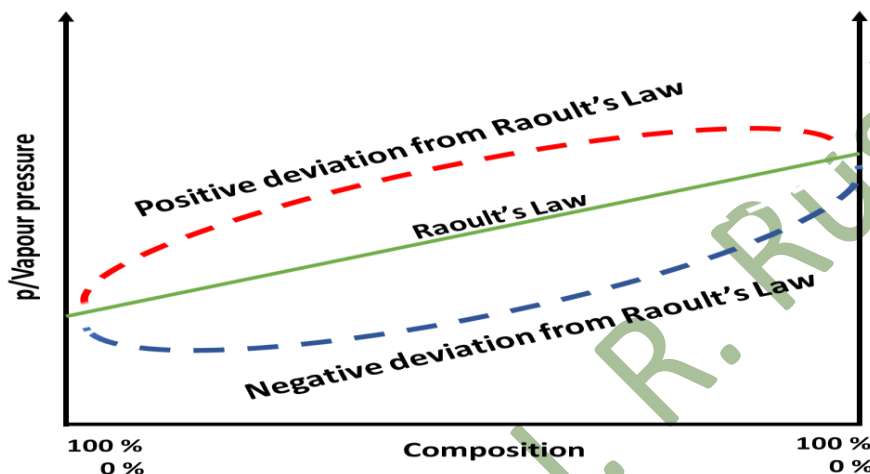 Positive deviation from Raoult's Law
Raoult's Law
Negative deviation from Raoult's Law
p/Vapour pressure
100 %
0 %
Composition
100 %
0 %
J. R.